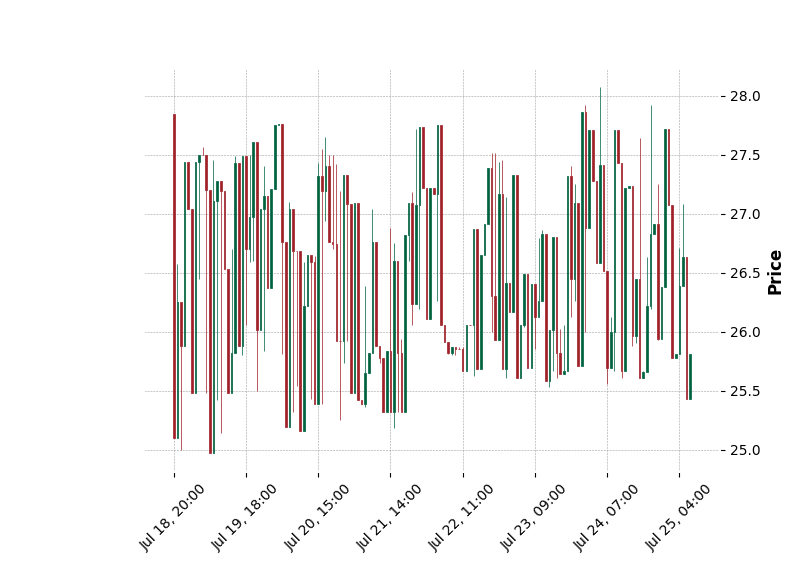 28.0
27.5
27.0
26.5
26.0
25.5
25.0
Price
Jul 18, 20:00
Jul 19, 18:00
Jul 20, 15:00
Jul 21, 14:00
Jul 22, 11:00
Jul 23, 09:00
Jul 24, 07:00
Jul 25, 04:00